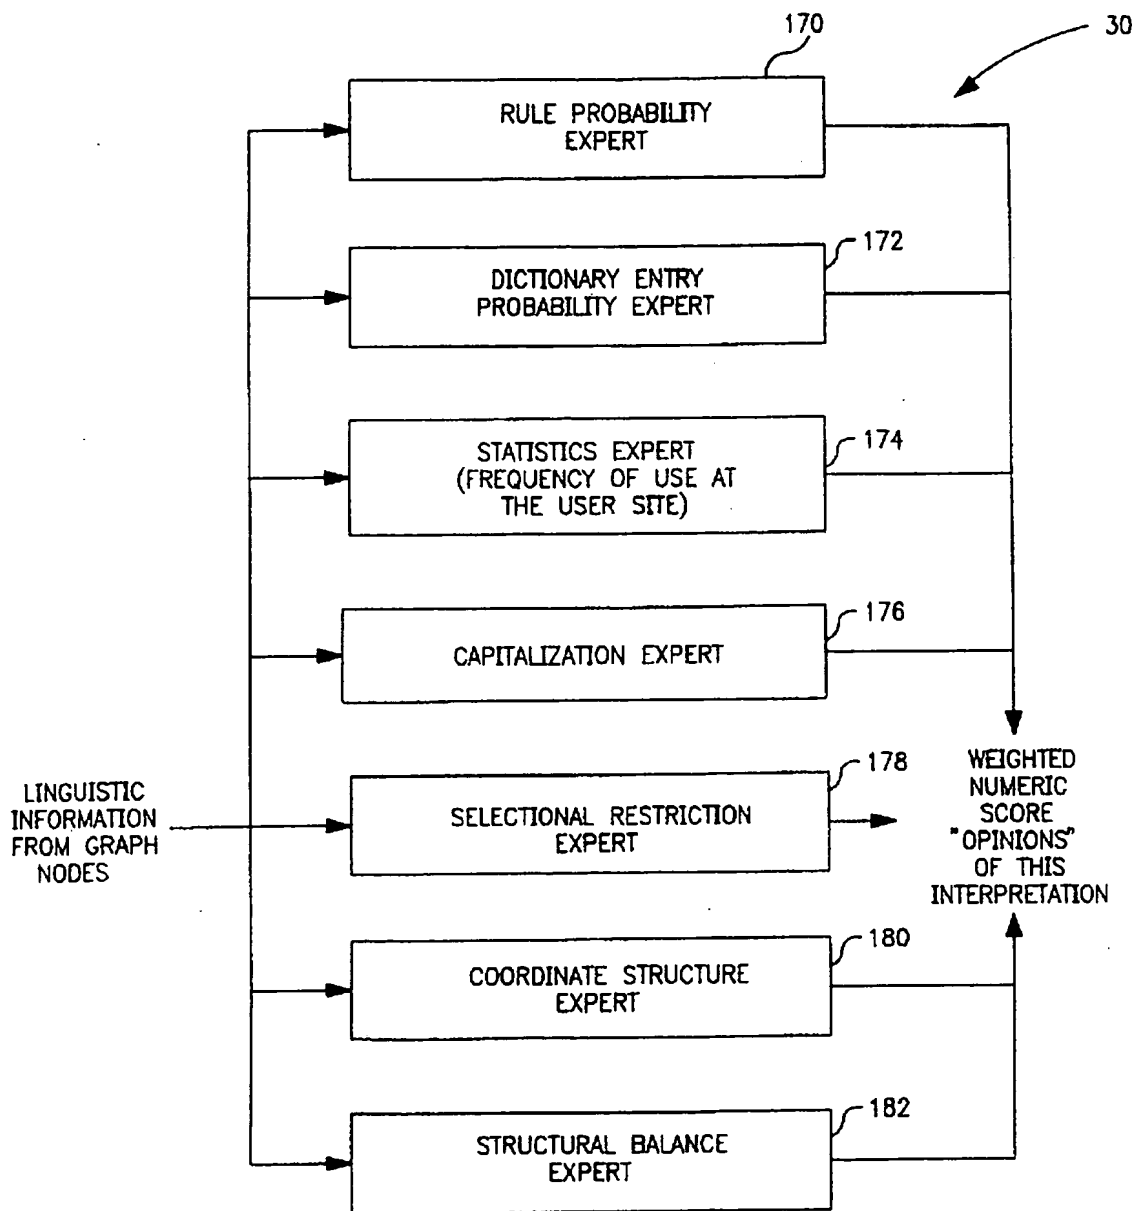 170
30
RULE PROBABILITY
EXPERT
172
DICTIONARY ENTRY
PROBABILITY EXPERT
174
STATISTICS EXPERT
(FREQUENCY OF USE AT
THE USER SITE)
176
CAPITALIZATION EXPERT
178
SELECTIONAL RESTRICTION
EXPERT
LINGUISTIC
INFORMATION
FROM GRAPH
NODES
WEIGHTED
NUMERIC
SCORE
"OPINIONS"
OF THIS
INTERPRETATION
180
COORDINATE STRUCTURE
EXPERT
182
STRUCTURAL BALANCE
EXPERT